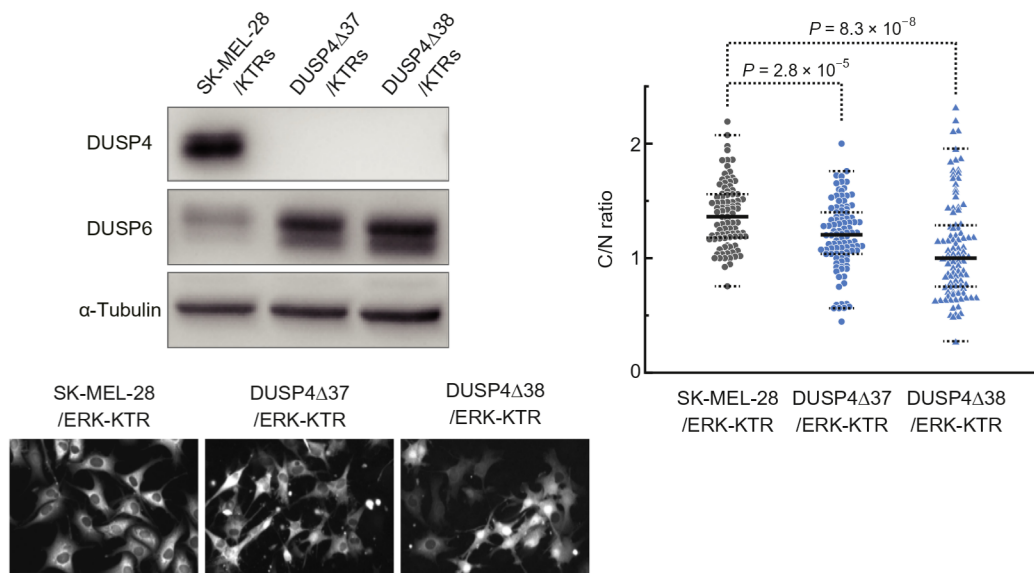 SK-MEL-28
/KTRs
DUSP4Δ37
/KTRs
DUSP4Δ38
/KTRs
DUSP4
DUSP6
α-Tubulin
SK-MEL-28
/ERK-KTR
DUSP4Δ37
/ERK-KTR
DUSP4Δ38
/ERK-KTR
P = 8.3 × 10⁻⁸
P = 2.8 × 10⁻⁵
C/N ratio
2
1
0
SK-MEL-28
/ERK-KTR
DUSP4Δ37
/ERK-KTR
DUSP4Δ38
/ERK-KTR